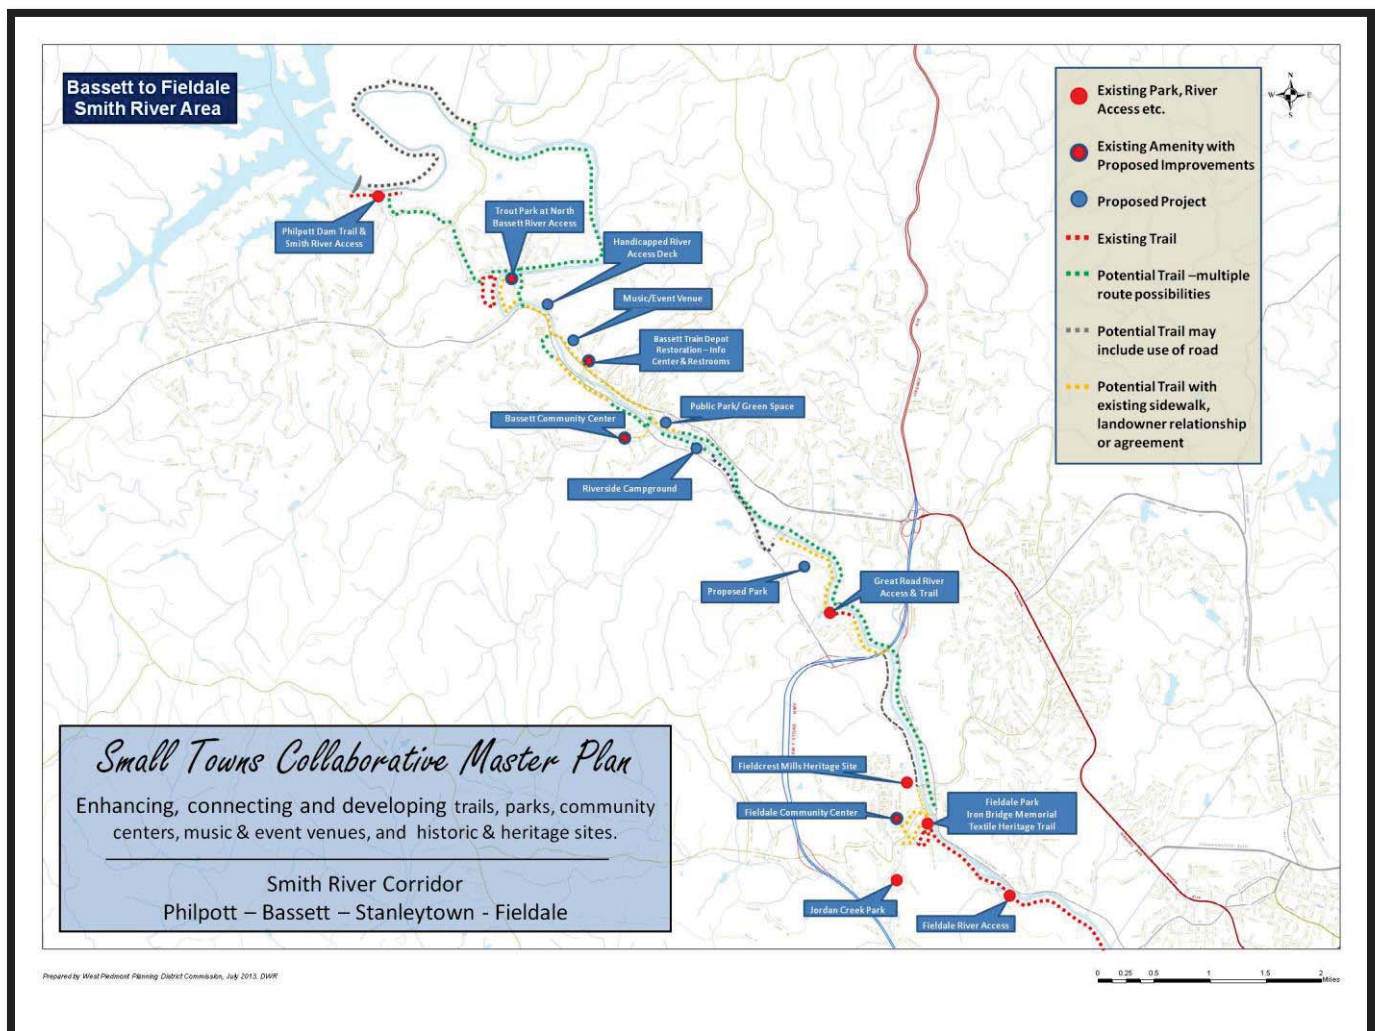 Bassett to Fieldale
Smith River Area
Existing Park, River
Access etc.
Existing Amenity with
Proposed Improvements
Proposed Project
Existing Trail
Potential Trail –multiple
route possibilities
Potential Trail may
include use of road
Potential Trail with
existing sidewalk,
landowner relationship
or agreement
N
W
E
S
Philpott Dam Trail &
Smith River Access
Trout Park at North
Bassett River Access
Handicapped River
Access Deck
Music/Event Venue
Bassett Train Depot
Restoration – Info
Center & Restrooms
Bassett Community Center
Public Park/ Green Space
Riverside Campground
Proposed Park
Great Road River
Access & Trail
Fieldcrest Mills Heritage Site
Fieldale Community Center
Fieldale Park
Iron Bridge Memorial
Textile Heritage Trail
Jordan Creek Park
Fieldale River Access
Small Towns Collaborative Master Plan
Enhancing, connecting and developing trails, parks, community
centers, music & event venues, and historic & heritage sites.
Smith River Corridor
Philpott – Bassett – Stanleytown - Fieldale
Prepared by West Piedmont Planning District Commission, July 2013. DWR
0 0.25 0.5 1 1.5 2
Miles